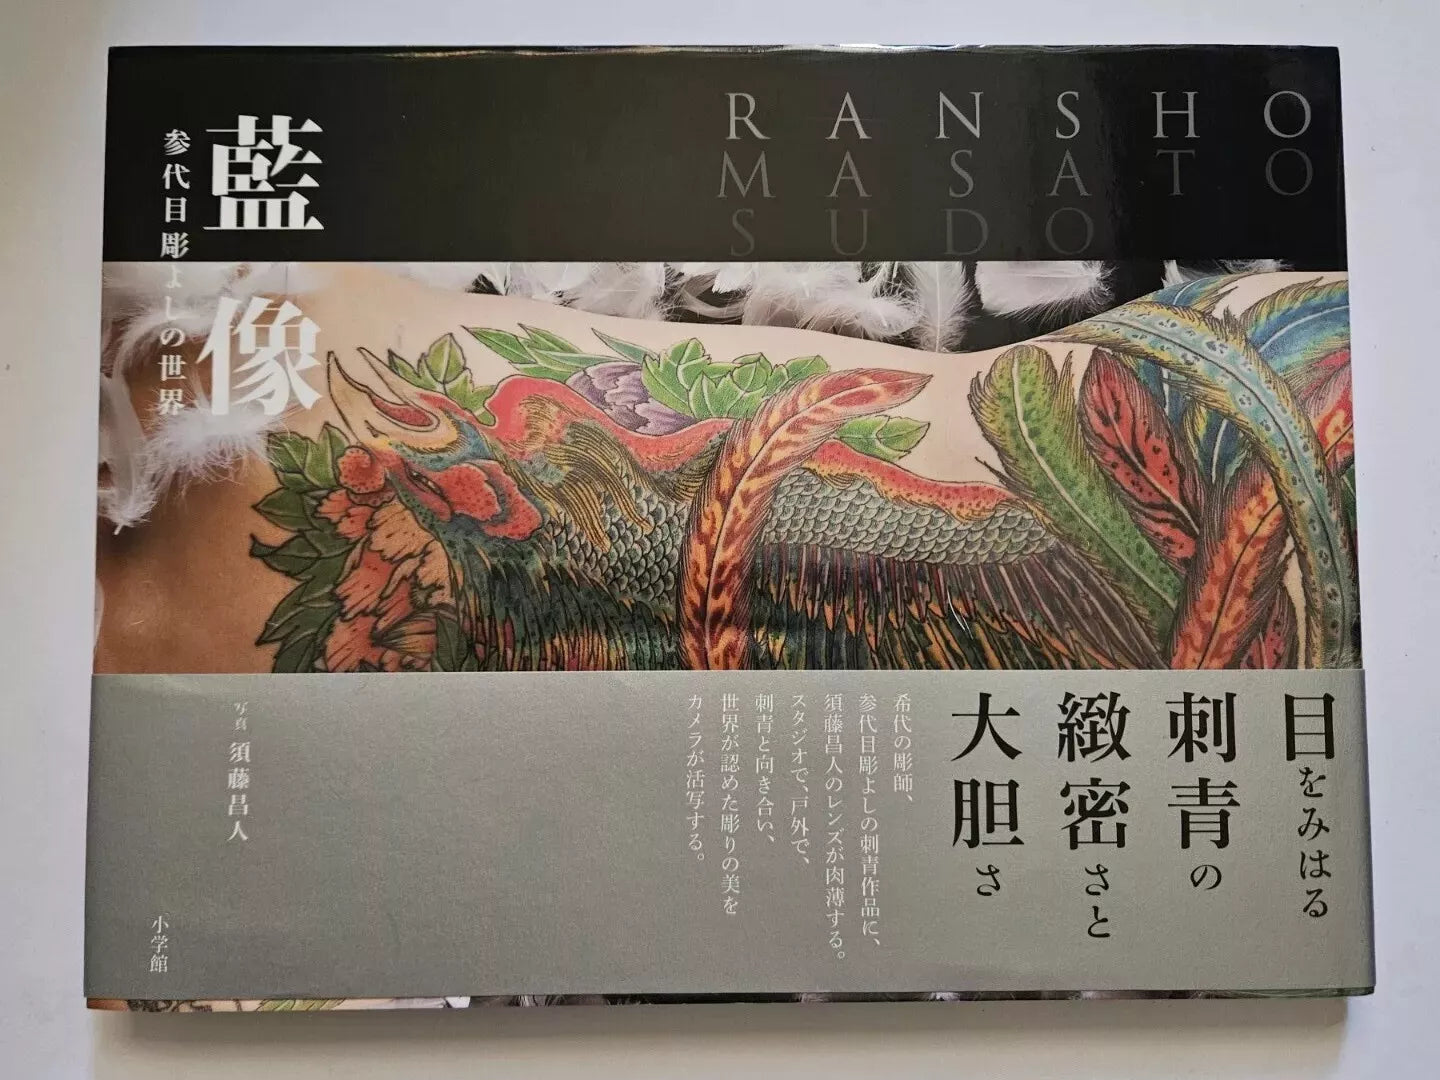 RANSHO
MASATO
SUDO
藍像
参代目彫よしの世界
目をみはる
刺青の
緻密さと
大胆さ
希代の彫師、
参代目彫よしの刺青作品に、
須藤昌人のレンズが肉薄する。
スタジオで、戸外で、
刺青と向き合い、
世界が認めた彫りの美を
カメラが活写する。
写真 須藤昌人
小学館